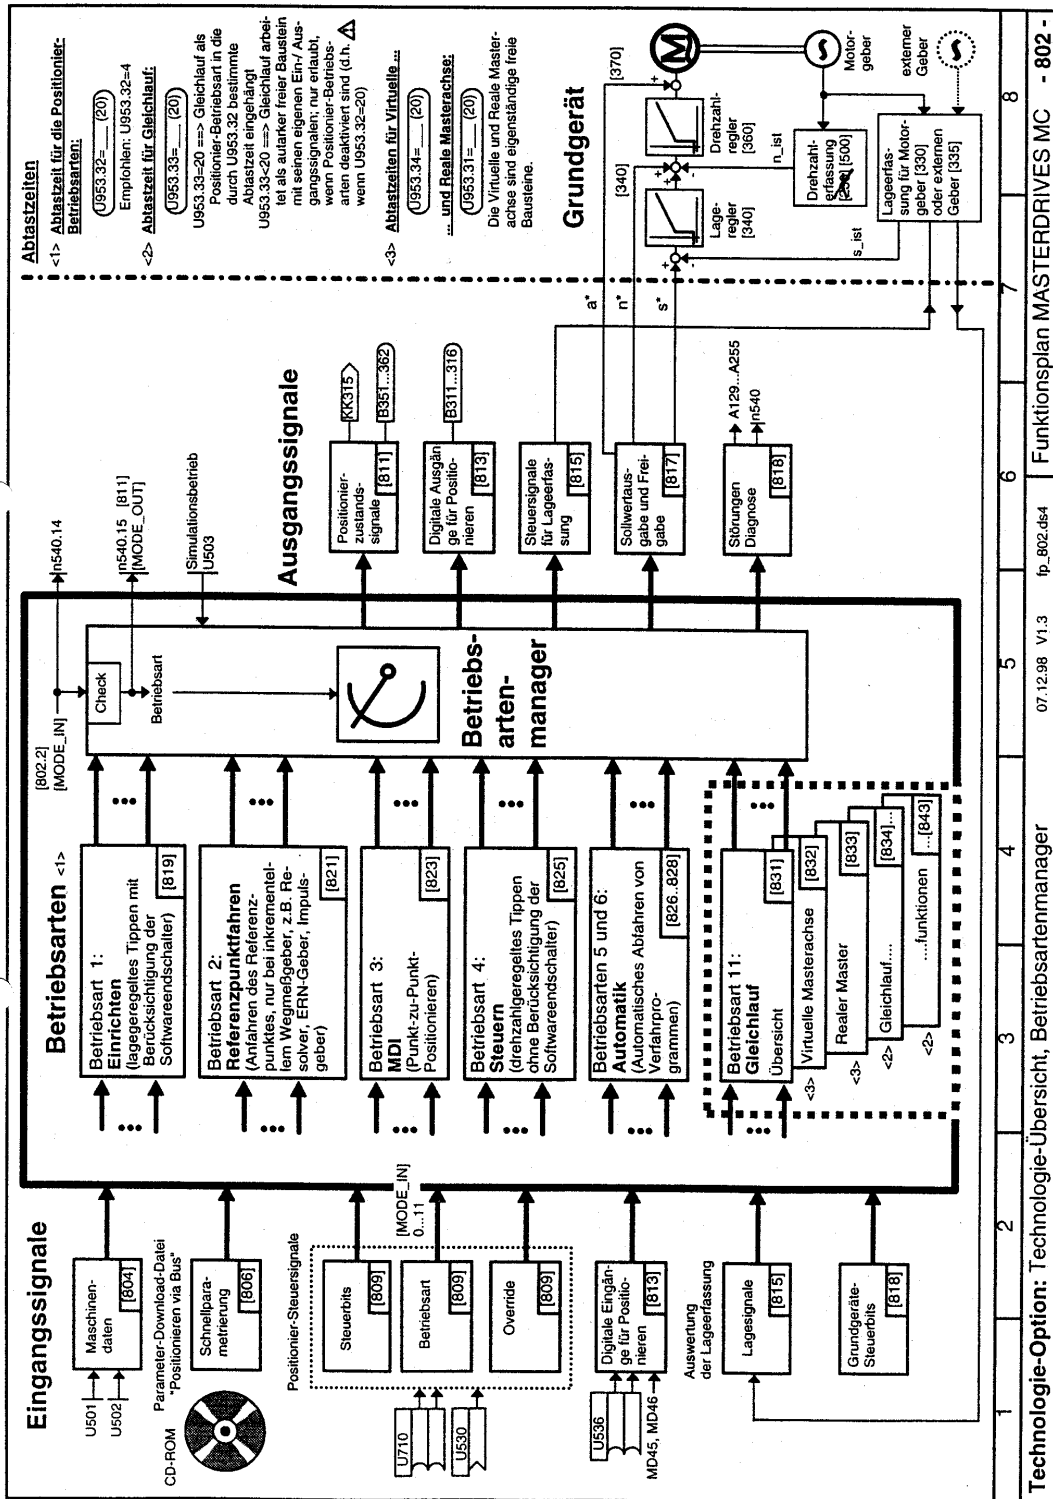 Eingangssignale
U501
U502
Maschinen-
daten
[804]
CD-ROM
Parameter-Download-Datei
"Positionieren via Bus"
Schnellpara-
metrierung
[806]
Positionier-Steuersignale
Steuerbits
[809]
[MODE_IN]
0...11
U710
Betriebsart
[809]
U530
Override
[809]
U536
MD45, MD46
Digitale Eingän-
ge für Positio-
nieren
[813]
Auswertung
der Lageerfassung
Lagesignale
[815]
Grundgeräte-
Steuerbits
[818]
Betriebsarten <1>
Betriebsart 1:
Einrichten
(lagegeregeltes Tippen mit
Berücksichtigung der
Softwareendschalter)
[819]
Betriebsart 2:
Referenzpunktfahren
(Anfahren des Referenz-
punktes, nur bei inkrementel-
lem Wegmeßgeber, z.B. Re-
solver, ERN-Geber, Impuls-
geber)
[821]
Betriebsart 3:
MDI
(Punkt-zu-Punkt-
Positionieren)
[823]
Betriebsart 4:
Steuern
(drehzahlgeregeltes Tippen
ohne Berücksichtigung der
Softwareendschalter)
[825]
Betriebsarten 5 und 6:
Automatik
(Automatisches Abfahren von
Verfahrpro-
grammen)
[826..828]
Betriebsart 11:
Gleichlauf
Übersicht
[831]
<3>
Virtuelle Masterachse
[832]
<3>
Realer Master
[833]
<2>
Gleichlauf....
[834]...
<2>
....funktionen
...[843]
[802.2]
[MODE_IN]
n540.14
Check
n540.15 [811]
[MODE_OUT]
Betriebsart
Simulationsbetrieb
U503
Betriebs-
arten-
manager
Ausgangssignale
Positionier-
zustands-
signale
[811]
KK315
B351...362
Digitale Ausgän
ge für Positio-
nieren
[813]
B311...316
Steuersignale
für Lageerfas-
sung
[815]
Sollwertaus-
gabe und Frei-
gabe
[817]
Störungen
Diagnose
[818]
A129...A255
n540
a*
n*
s*
Abtastzeiten
<1> Abtastzeit für die Positionier-
Betriebsarten:
U953.32=___ (20)
Empfohlen: U953.32=4
<2> Abtastzeit für Gleichlauf:
U953.33=___ (20)
U953.33=20 ==> Gleichlauf als
Positionier-Betriebsart in die
durch U953.32 bestimmte
Abtastzeit eingehängt
U953.33<20 ==> Gleichlauf arbei-
tet als autarker freier Baustein
mit seinen eigenen Ein-/ Aus-
gangssignalen; nur erlaubt,
wenn Positionier-Betriebs-
arten deaktiviert sind (d.h.
wenn U953.32=20)
<3> Abtastzeiten für Virtuelle ...
U953.34=___ (20)
... und Reale Masterachse:
U953.31=___ (20)
Die Virtuelle und Reale Master-
achse sind eigenständige freie
Bausteine.
Grundgerät
[340]
[370]
Lage-
regler
[340]
Drehzahl-
regler
[360]
M
+
+
+
+
+
-
s_ist
n_ist
Drehzahl-
erfassung
[500]
Motor-
geber
externer
Geber
Lageerfas-
sung für Motor-
geber [330]
oder externen
Geber [335]
1
2
3
4
5
6
7
8
Technologie-Option: Technologie-Übersicht, Betriebsartenmanager
07.12.98 V1.3
fp_802.ds4
Funktionsplan MASTERDRIVES MC
- 802 -